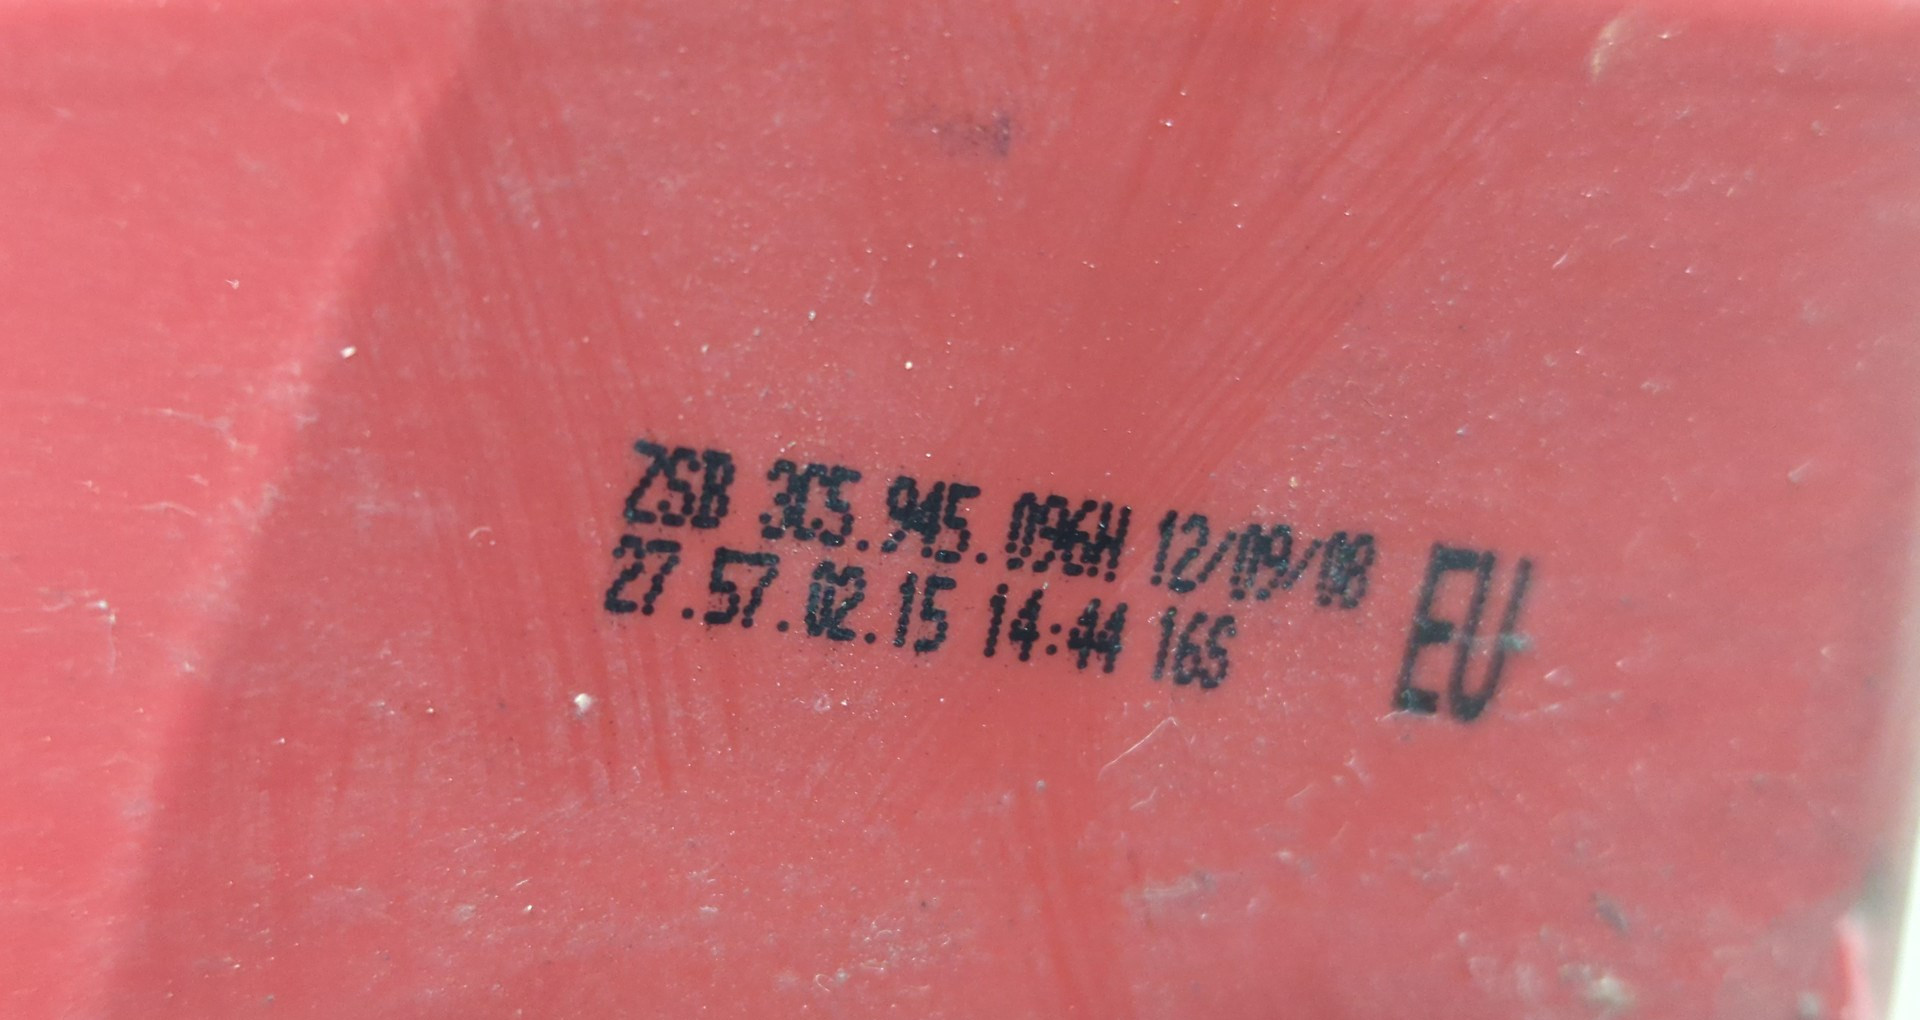 ZSB 3C5.945.096H 12/09/08 EU
27.57.02.15 14:44 16S